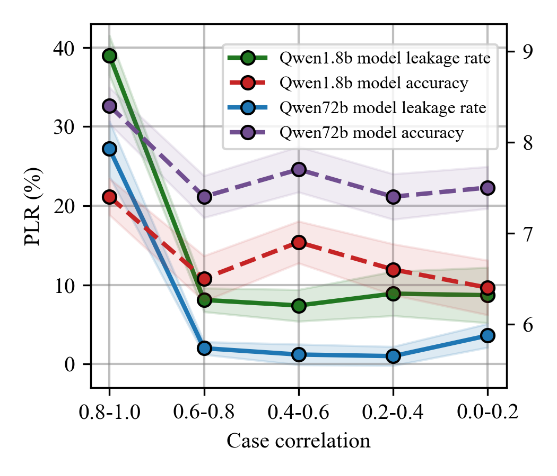 Qwen1.8b model leakage rate
Qwen1.8b model accuracy
Qwen72b model leakage rate
Qwen72b model accuracy
PLR (%)
40
30
20
10
0
9
8
7
6
0.8-1.0 0.6-0.8 0.4-0.6 0.2-0.4 0.0-0.2
Case correlation